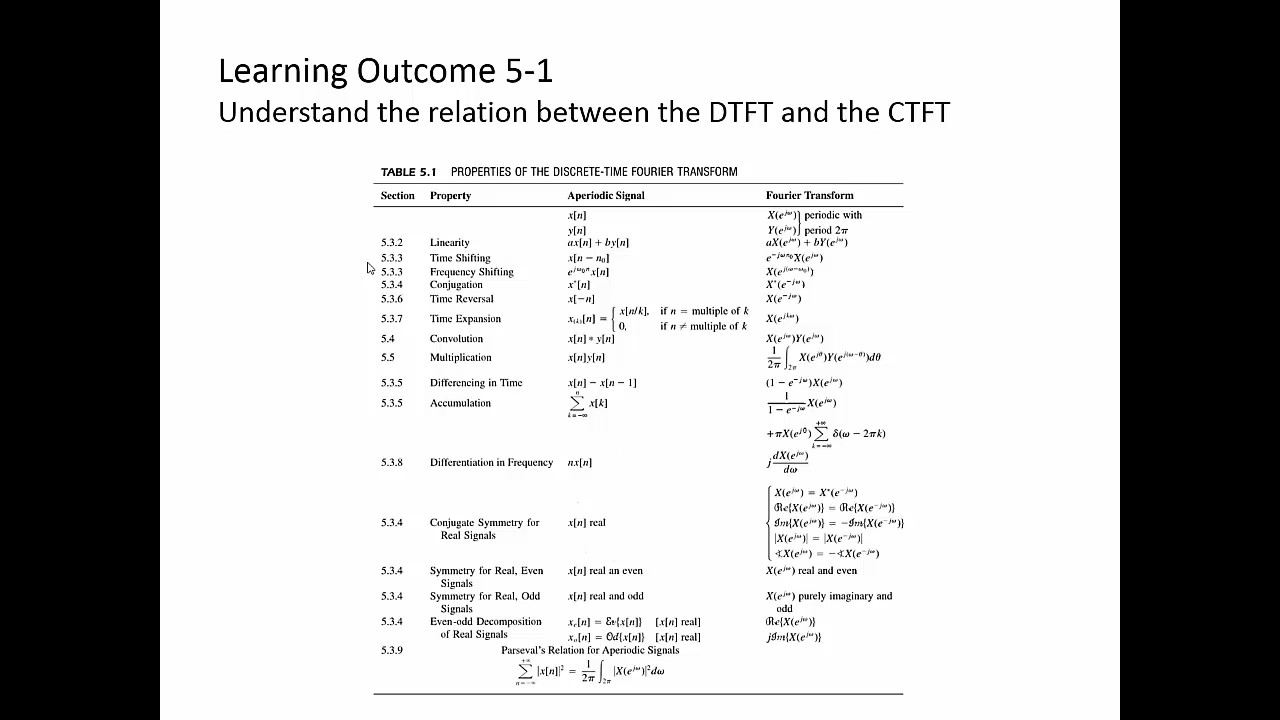 Learning Outcome 5-1
Understand the relation between the DTFT and the CTFT
TABLE 5.1 PROPERTIES OF THE DISCRETE-TIME FOURIER TRANSFORM
Section Property Aperiodic Signal Fourier Transform
x[n] X(e^{jω}) } periodic with
y[n] Y(e^{jω}) } period 2π
5.3.2 Linearity ax[n] + by[n] aX(e^{jω}) + bY(e^{jω})
5.3.3 Time Shifting x[n − n₀] e^{−jωn₀}X(e^{jω})
5.3.3 Frequency Shifting e^{jω₀n}x[n] X(e^{j(ω−ω₀)})
5.3.4 Conjugation x*[n] X*(e^{−jω})
5.3.6 Time Reversal x[−n] X(e^{−jω})
5.3.7 Time Expansion x_{(k)}[n] = { x[n/k], if n = multiple of k X(e^{jkω})
0, if n ≠ multiple of k
5.4 Convolution x[n] * y[n] X(e^{jω})Y(e^{jω})
5.5 Multiplication x[n]y[n] \frac{1}{2π} ∫_{2π} X(e^{jθ})Y(e^{j(ω−θ)})dθ
5.3.5 Differencing in Time x[n] − x[n − 1] (1 − e^{−jω})X(e^{jω})
5.3.5 Accumulation \sum_{k=−∞}^{n} x[k] \frac{1}{1 − e^{−jω}} X(e^{jω})
+πX(e^{j0}) \sum_{k=−∞}^{+∞} δ(ω − 2πk)
5.3.8 Differentiation in Frequency nx[n] j\frac{dX(e^{jω})}{dω}
X(e^{jω}) = X*(e^{−jω})
ℜe{X(e^{jω})} = ℜe{X(e^{−jω})}
5.3.4 Conjugate Symmetry for x[n] real ℐm{X(e^{jω})} = −ℐm{X(e^{−jω})}
Real Signals |X(e^{jω})| = |X(e^{−jω})|
∢X(e^{jω}) = −∢X(e^{−jω})
5.3.4 Symmetry for Real, Even x[n] real an even X(e^{jω}) real and even
Signals
5.3.4 Symmetry for Real, Odd x[n] real and odd X(e^{jω}) purely imaginary and
Signals odd
5.3.4 Even-odd Decomposition x_e[n] = ℰv{x[n]} [x[n] real] ℜe{X(e^{jω})}
of Real Signals x_o[n] = 𝒪d{x[n]} [x[n] real] jℐm{X(e^{jω})}
5.3.9 Parseval's Relation for Aperiodic Signals
\sum_{n=−∞}^{+∞} |x[n]|² = \frac{1}{2π} ∫_{2π} |X(e^{jω})|²dω